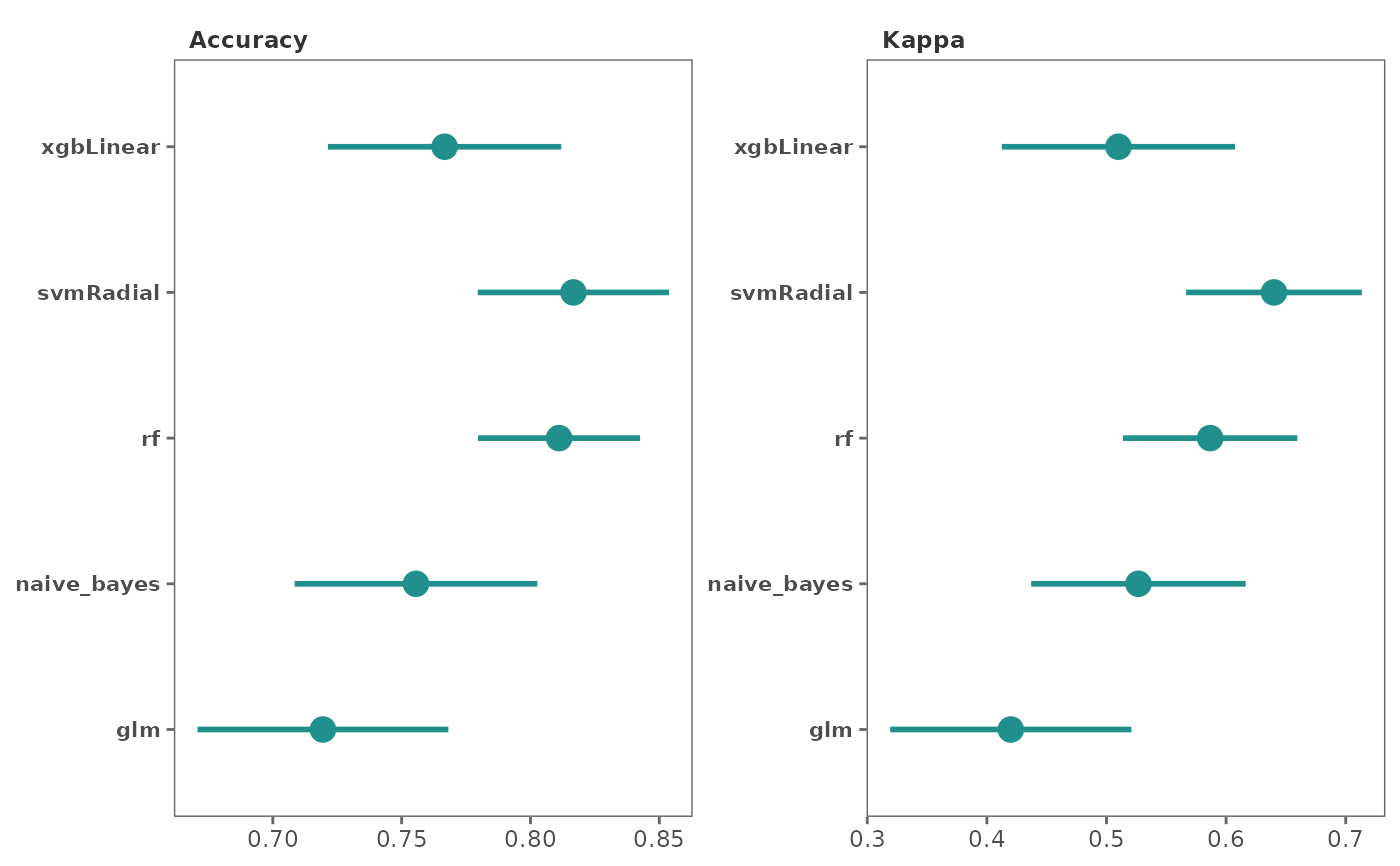 Accuracy
xgbLinear
svmRadial
rf
naive_bayes
glm
0.70 0.75 0.80 0.85
Kappa
xgbLinear
svmRadial
rf
naive_bayes
glm
0.3 0.4 0.5 0.6 0.7